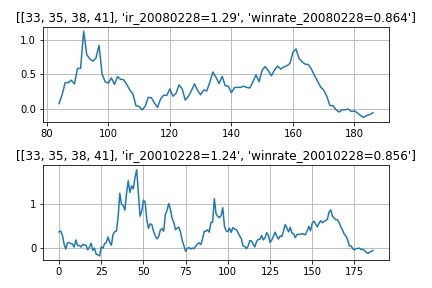 [[33, 35, 38, 41], 'ir_20080228=1.29', 'winrate_20080228=0.864']
1.0
0.5
0.0
80 100 120 140 160 180
[[33, 35, 38, 41], 'ir_20010228=1.24', 'winrate_20010228=0.856']
1
0
0 25 50 75 100 125 150 175